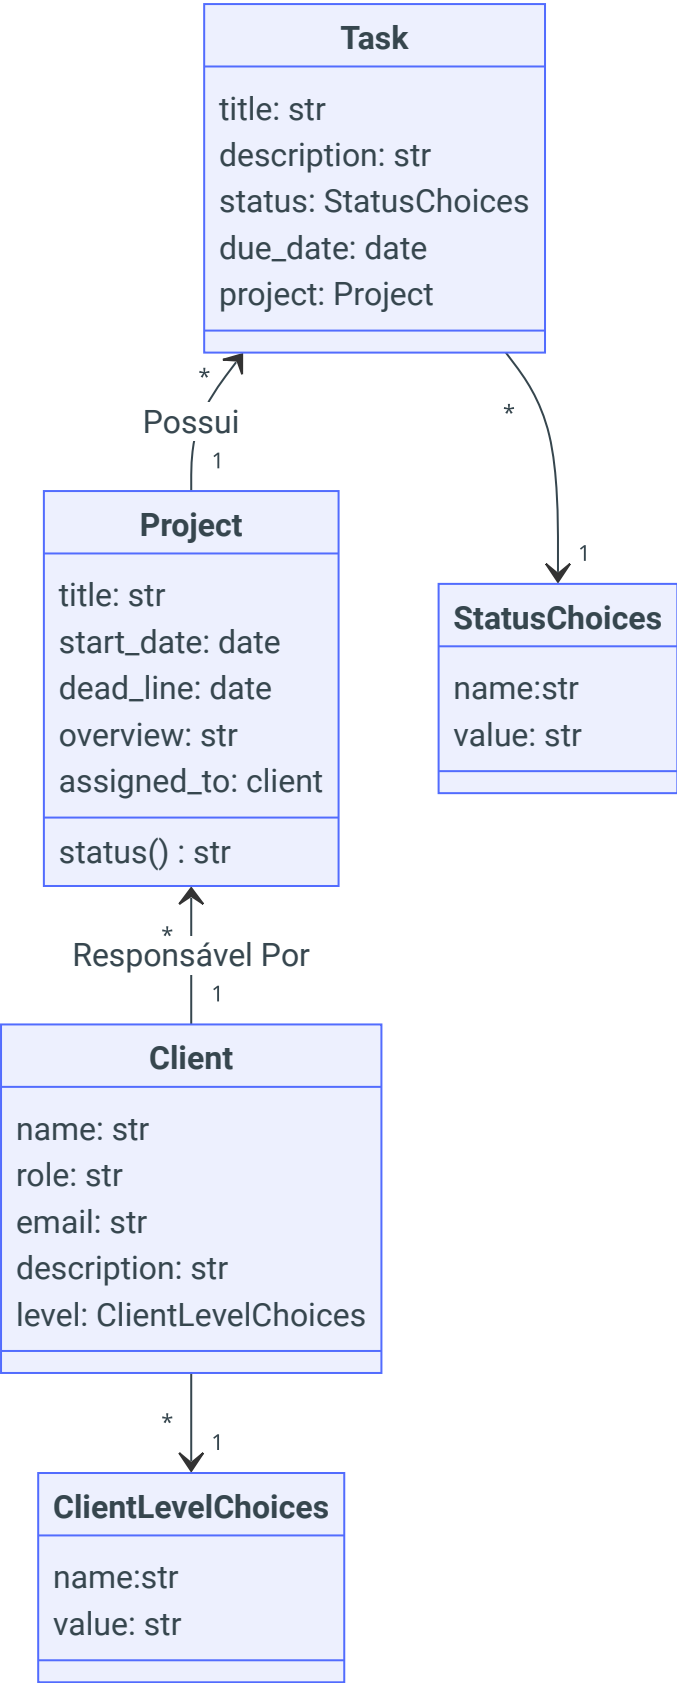 Task
title: str
description: str
status: StatusChoices
due_date: date
project: Project
*
Possui
1
*
1
Project
title: str
start_date: date
dead_line: date
overview: str
assigned_to: client
status() : str
StatusChoices
name:str
value: str
*
Responsável Por
1
Client
name: str
role: str
email: str
description: str
level: ClientLevelChoices
*
1
ClientLevelChoices
name:str
value: str